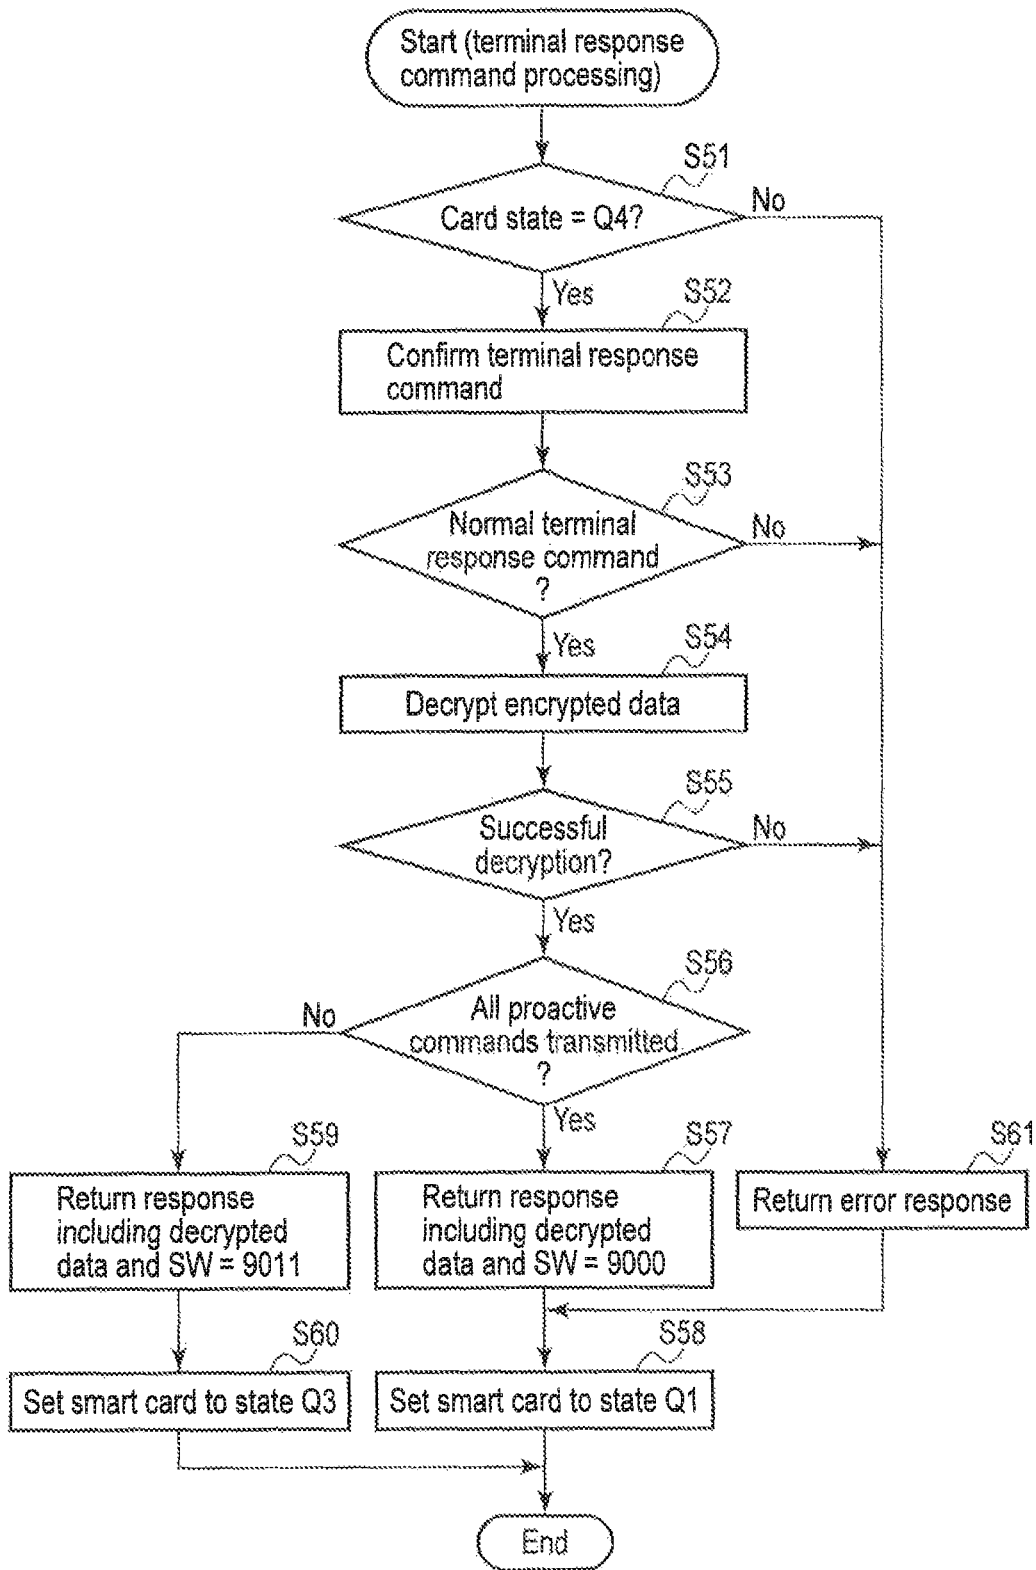 Start (terminal response
command processing)
S51
Card state = Q4?
No
Yes
S52
Confirm terminal response
command
S53
Normal terminal
response command
?
No
Yes
S54
Decrypt encrypted data
S55
Successful
decryption?
No
Yes
S56
All proactive
commands transmitted
?
No
Yes
S59
Return response
including decrypted
data and SW = 9011
S57
Return response
including decrypted
data and SW = 9000
S61
Return error response
S60
Set smart card to state Q3
S58
Set smart card to state Q1
End